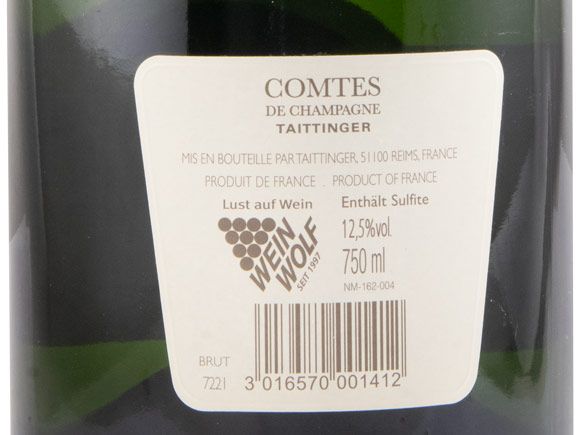 COMTES
DE CHAMPAGNE
TAITTINGER
MIS EN BOUTEILLE PAR TAITTINGER, 51100 REIMS, FRANCE
PRODUIT DE FRANCE . PRODUCT OF FRANCE
Lust auf Wein
WEIN
WOLF
SEIT 1997
Enthält Sulfite
12,5%vol.
750 ml
NM-162-004
BRUT
7221
3 016570 001412